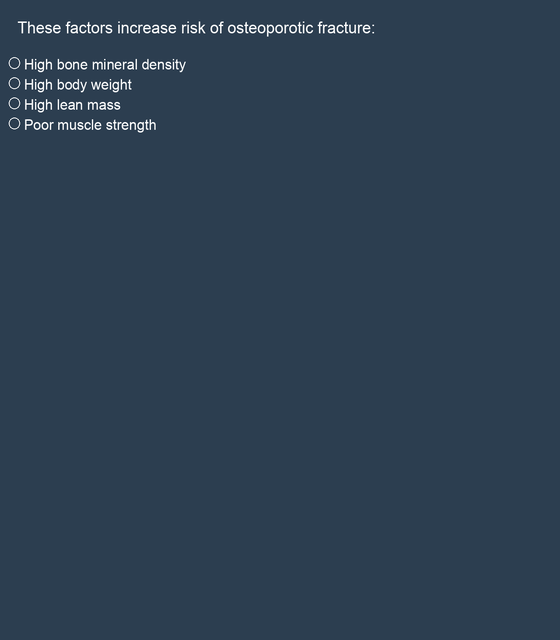 These factors increase risk of osteoporotic fracture:
High bone mineral density
High body weight
High lean mass
Poor muscle strength